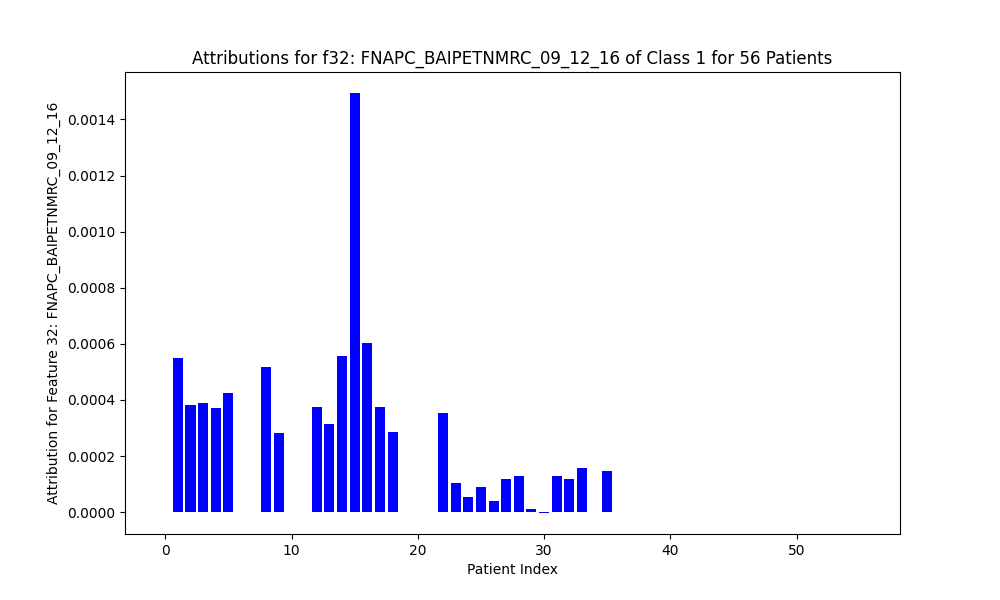 Attributions for f32: FNAPC_BAIPETNMRC_09_12_16 of Class 1 for 56 Patients
Attribution for Feature 32: FNAPC_BAIPETNMRC_09_12_16
0.0014
0.0012
0.0010
0.0008
0.0006
0.0004
0.0002
0.0000
0 10 20 30 40 50
Patient Index